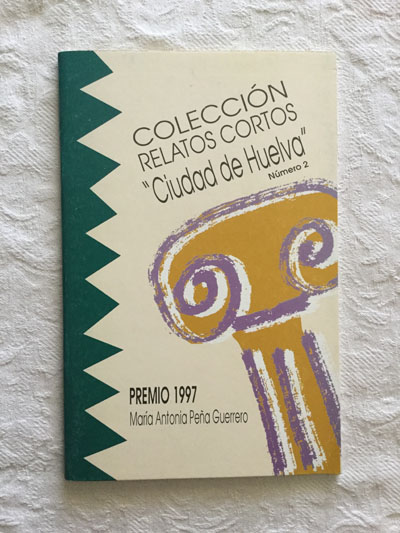 COLECCIÓN
RELATOS CORTOS
"Ciudad de Huelva"
Número 2
PREMIO 1997
María Antonia Peña Guerrero